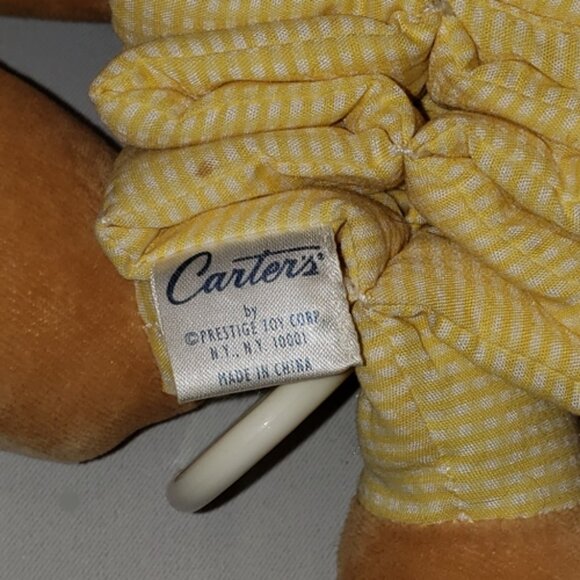 Carter's®
by
©PRESTIGE TOY CORP
N.Y., N.Y. 10001
MADE IN CHINA